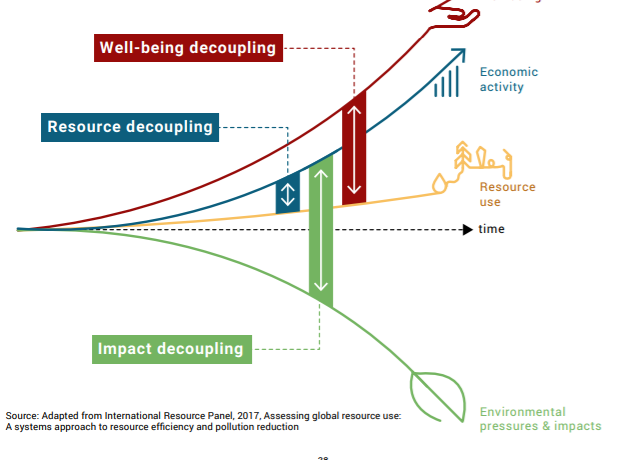 Well-being decoupling
Economic
activity
Resource decoupling
Resource
use
time
Impact decoupling
Environmental
pressures & impacts
Source: Adapted from International Resource Panel, 2017, Assessing global resource use:
A systems approach to resource efficiency and pollution reduction